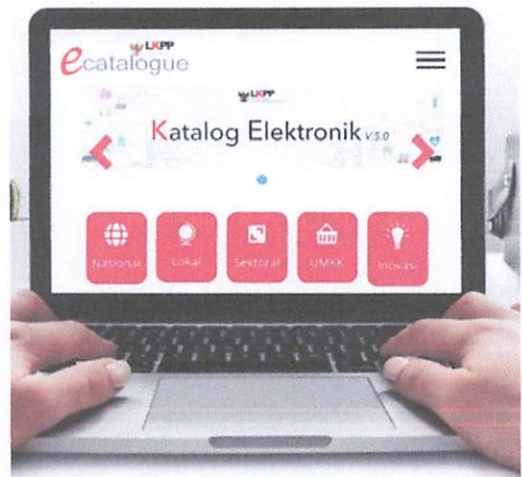 LKPP
ecatalogue
LKPP
Katalog Elektronik v.5.0
Nasional
Lokal
Sektoral
UMKK
Inovasi